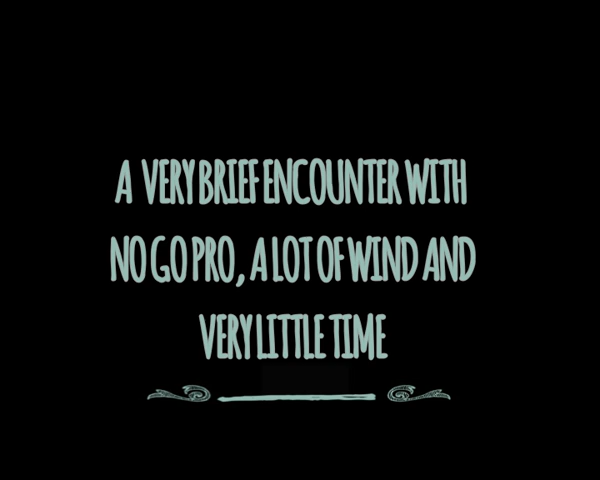 A VERY BRIEF ENCOUNTER WITH
NO GO PRO, A LOT OF WIND AND
VERY LITTLE TIME